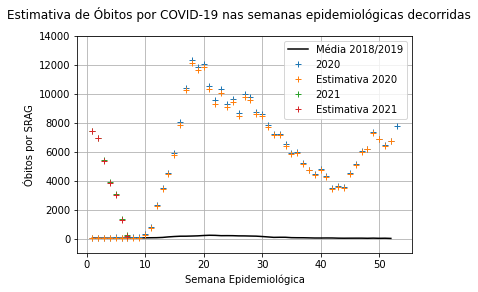 Estimativa de Óbitos por COVID-19 nas semanas epidemiológicas decorridas
14000
12000
10000
8000
6000
4000
2000
0
Óbitos por SRAG
Média 2018/2019
2020
Estimativa 2020
2021
Estimativa 2021
0 10 20 30 40 50
Semana Epidemiológica